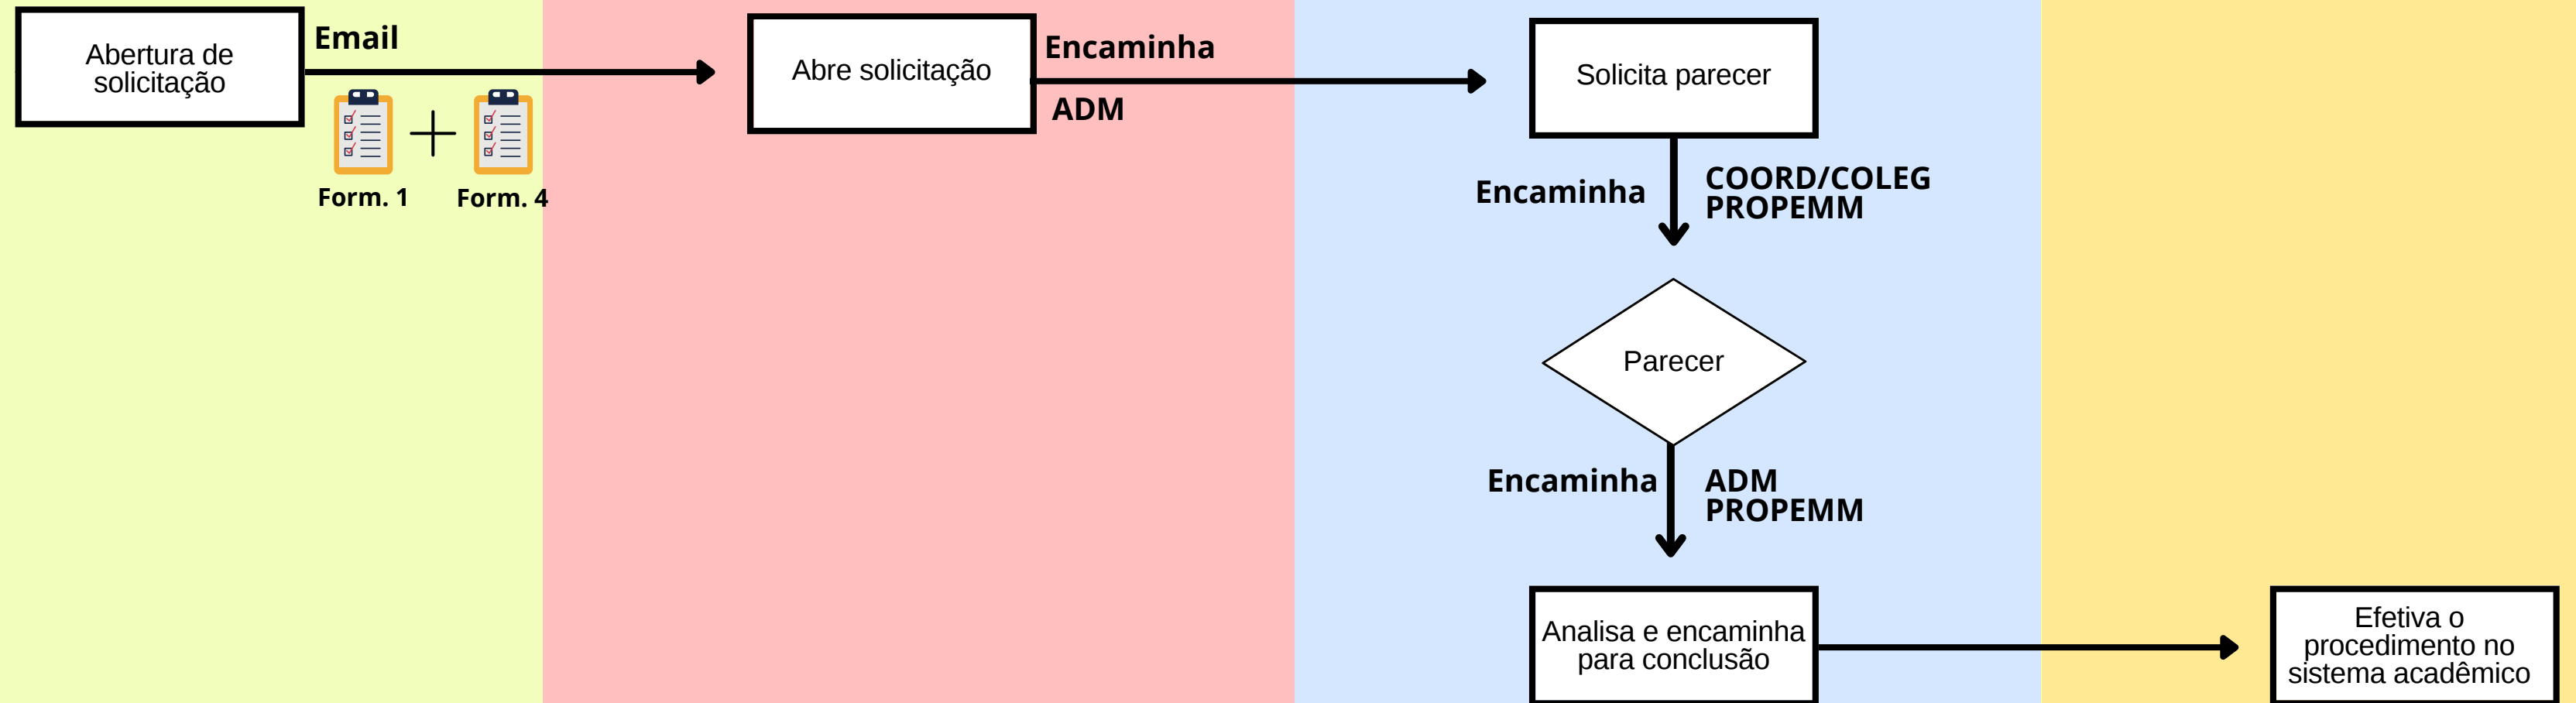 Abertura de
solicitação
Email
Form. 1
Form. 4
Abre solicitação
Encaminha
ADM
Solicita parecer
Encaminha
COORD/COLEG
PROPEMM
Parecer
Encaminha
ADM
PROPEMM
Analisa e encaminha
para conclusão
Efetiva o
procedimento no
sistema acadêmico